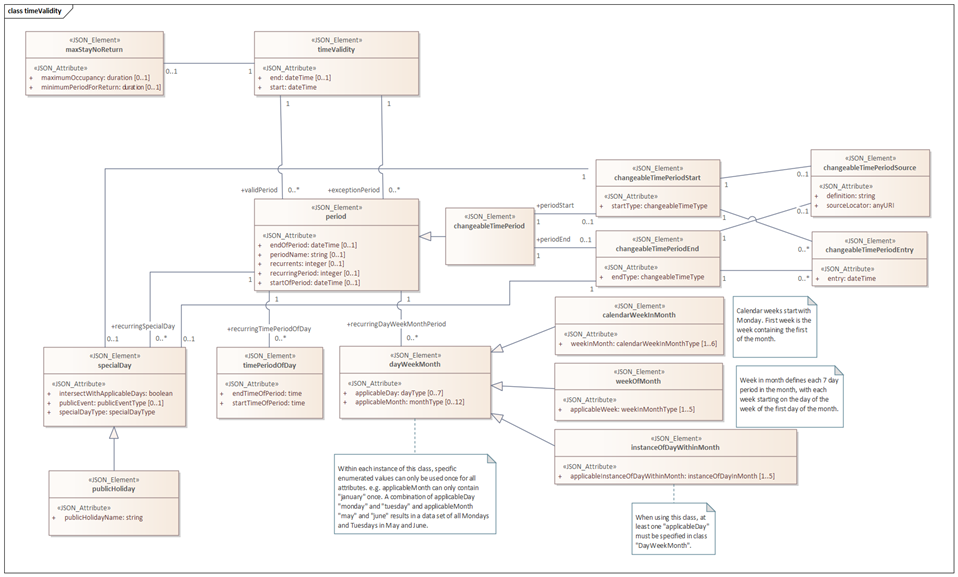 class timeValidity
«JSON_Element»
maxStayNoReturn
«JSON_Attribute»
+ maximumOccupancy: duration [0..1]
+ minimumPeriodForReturn: duration [0..1]
0..1
1
«JSON_Element»
timeValidity
«JSON_Attribute»
+ end: dateTime [0..1]
+ start: dateTime
1
1
+validPeriod
0..*
+exceptionPeriod
0..*
«JSON_Element»
period
«JSON_Attribute»
+ endOfPeriod: dateTime [0..1]
+ periodName: string [0..1]
+ recurrents: integer [0..1]
+ recurringPeriod: integer [0..1]
+ startOfPeriod: dateTime [0..1]
«JSON_Element»
changeableTimePeriod
+periodStart
1
0..1
+periodEnd
0..1
1
«JSON_Element»
changeableTimePeriodStart
«JSON_Attribute»
+ startType: changeableTimeType
1
1
1
«JSON_Element»
changeableTimePeriodEnd
«JSON_Attribute»
+ endType: changeableTimeType
1
1
1
«JSON_Element»
changeableTimePeriodSource
«JSON_Attribute»
+ definition: string
+ sourceLocator: anyURI
0..1
0..1
«JSON_Element»
changeableTimePeriodEntry
«JSON_Attribute»
+ entry: dateTime
0..*
0..*
1
1
1
+recurringSpecialDay
0..1
0..*
0..1
+recurringTimePeriodOfDay
0..*
+recurringDayWeekMonthPeriod
0..*
«JSON_Element»
specialDay
«JSON_Attribute»
+ intersectWithApplicableDays: boolean
+ publicEvent: publicEventType [0..1]
+ specialDayType: specialDayType
«JSON_Element»
timePeriodOfDay
«JSON_Attribute»
+ endTimeOfPeriod: time
+ startTimeOfPeriod: time
«JSON_Element»
dayWeekMonth
«JSON_Attribute»
+ applicableDay: dayType [0..7]
+ applicableMonth: monthType [0..12]
«JSON_Element»
calendarWeekInMonth
«JSON_Attribute»
+ weekInMonth: calendarWeekInMonthType [1..6]
Calendar weeks start with
Monday. First week is the
week containing the first
of the month.
«JSON_Element»
weekOfMonth
«JSON_Attribute»
+ applicableWeek: weekInMonthType [1..5]
Week in month defines each 7 day
period in the month, with each
week starting on the day of the
week of the first day of the month.
«JSON_Element»
instanceOfDayWithinMonth
«JSON_Attribute»
+ applicableInstanceOfDayWithinMonth: instanceOfDayInMonth [1..5]
When using this class, at
least one "applicableDay"
must be specified in class
"DayWeekMonth".
Within each instance of this class, specific
enumerated values can only be used once for all
attributes. e.g. applicableMonth can only contain
"january" once. A combination of applicableDay
"monday" and "tuesday" and applicableMonth
"may" and "june" results in a data set of all Mondays
and Tuesdays in May and June.
«JSON_Element»
publicHoliday
«JSON_Attribute»
+ publicHolidayName: string